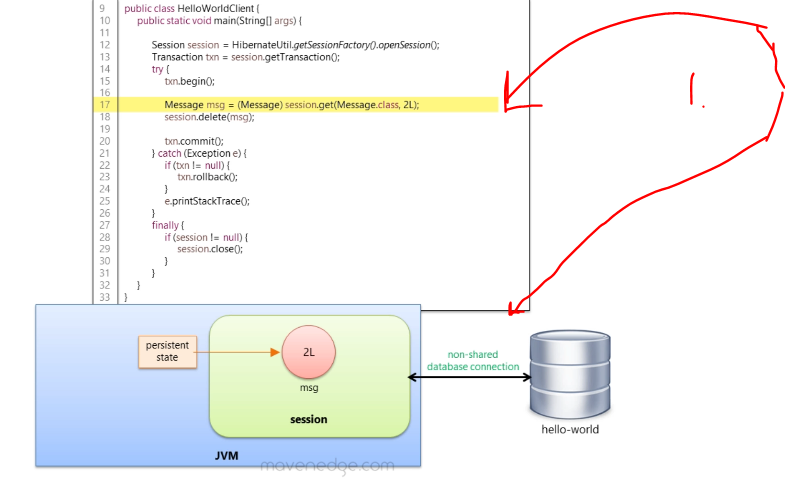 9 public class HelloWorldClient {
10 public static void main(String[] args) {
11
12 Session session = HibernateUtil.getSessionFactory().openSession();
13 Transaction txn = session.getTransaction();
14 try {
15 txn.begin();
16
17 Message msg = (Message) session.get(Message.class, 2L);
18 session.delete(msg);
19
20 txn.commit();
21 } catch (Exception e) {
22 if (txn != null) {
23 txn.rollback();
24 }
25 e.printStackTrace();
26 }
27 finally {
28 if (session != null) {
29 session.close();
30 }
31 }
32 }
33 }
1.
persistent
state
2L
msg
session
JVM
non-shared
database connection
hello-world
mavenedge.com